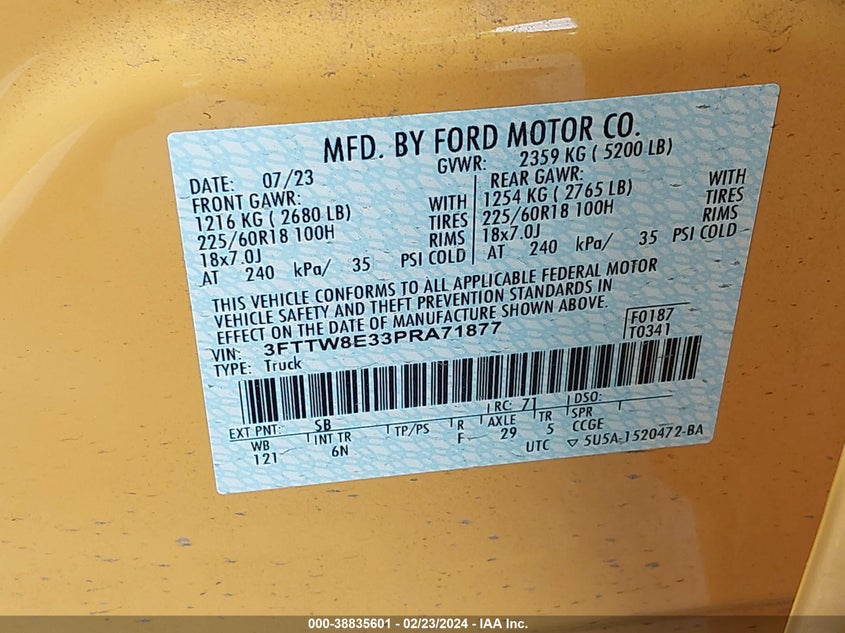 MFD. BY FORD MOTOR CO.
DATE: 07/23 GVWR: 2359 KG ( 5200 LB)
FRONT GAWR: WITH REAR GAWR: WITH
1216 KG ( 2680 LB) TIRES 1254 KG ( 2765 LB) TIRES
225/60R18 100H RIMS 225/60R18 100H RIMS
18x7.0J 18x7.0J
AT 240 kPa/ 35 PSI COLD AT 240 kPa/ 35 PSI COLD
THIS VEHICLE CONFORMS TO ALL APPLICABLE FEDERAL MOTOR
VEHICLE SAFETY AND THEFT PREVENTION STANDARDS IN
EFFECT ON THE DATE OF MANUFACTURE SHOWN ABOVE.
VIN: 3FTTW8E33PRA71877 F0187
TYPE: Truck T0341
EXT PNT: SB RC: 71 DSO:
WB INT TR TP/PS R AXLE TR SPR
121 6N F 29 5 CCGE
UTC ▽ 5U5A-1520472-BA
000-38835601 - 02/23/2024 - IAA Inc.